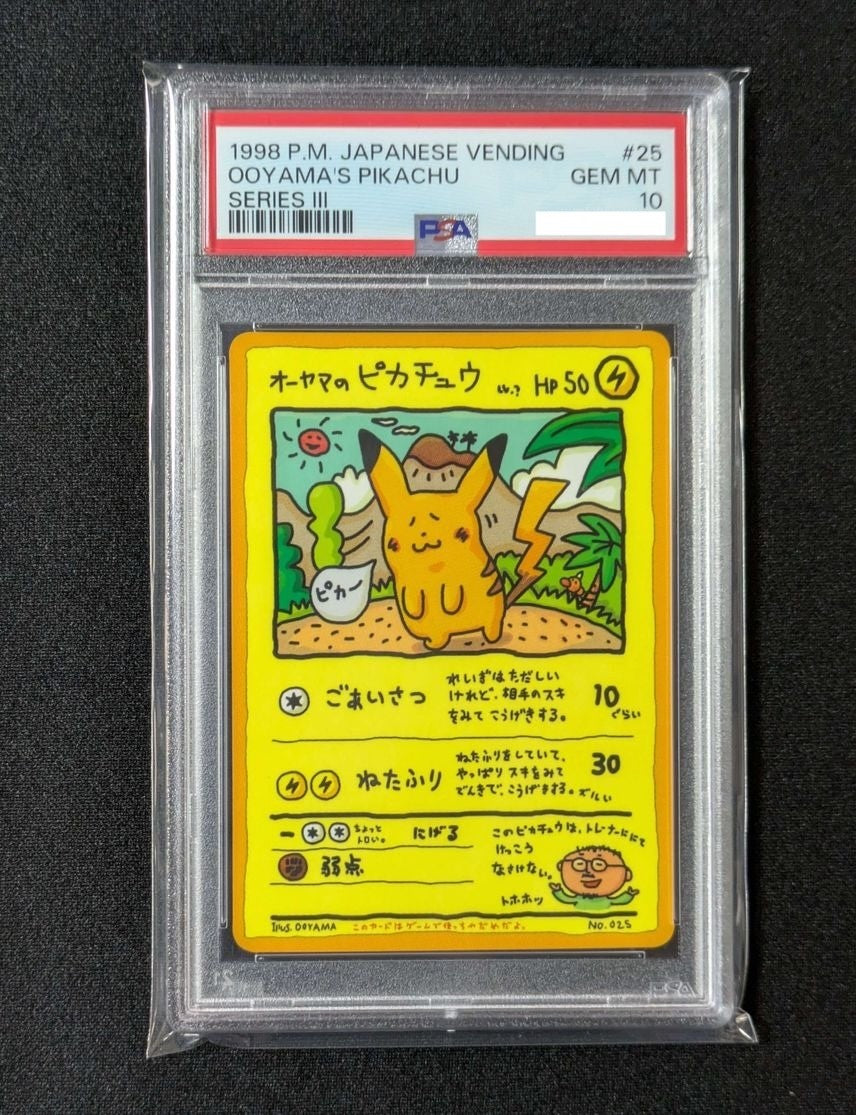 1998 P.M. JAPANESE VENDING #25
OOYAMA'S PIKACHU GEM MT
SERIES III 10
PSA
オーヤマの ピカチュウ LV.? HP 50
ピカー
ごあいさつ
れいぎはただしい
けれど、相手のスキ
をみて こうげきする。
10
ぐらい
ねたふり
ねたふりをしていて、
やっぱり スキをみて
でんきで、こうげきする。
30
ズルい
ちょっと
トロい。
にげる
弱点
このピカチュウは、トレーナーににて
けっこう
なさけない。
トホホッ
Illus. OOYAMA このカードはゲームで使っちゃだめだよ。 NO. 025
PSA